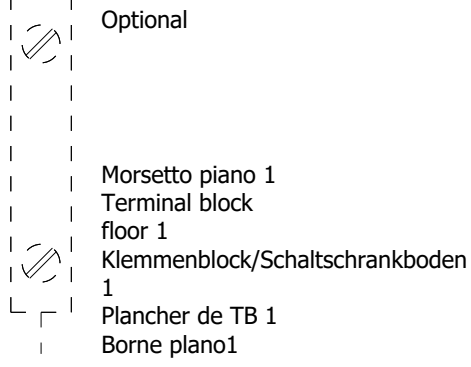 Optional
Morsetto piano 1
Terminal block
floor 1
Klemmenblock/Schaltschrankboden
1
Plancher de TB 1
Borne plano1